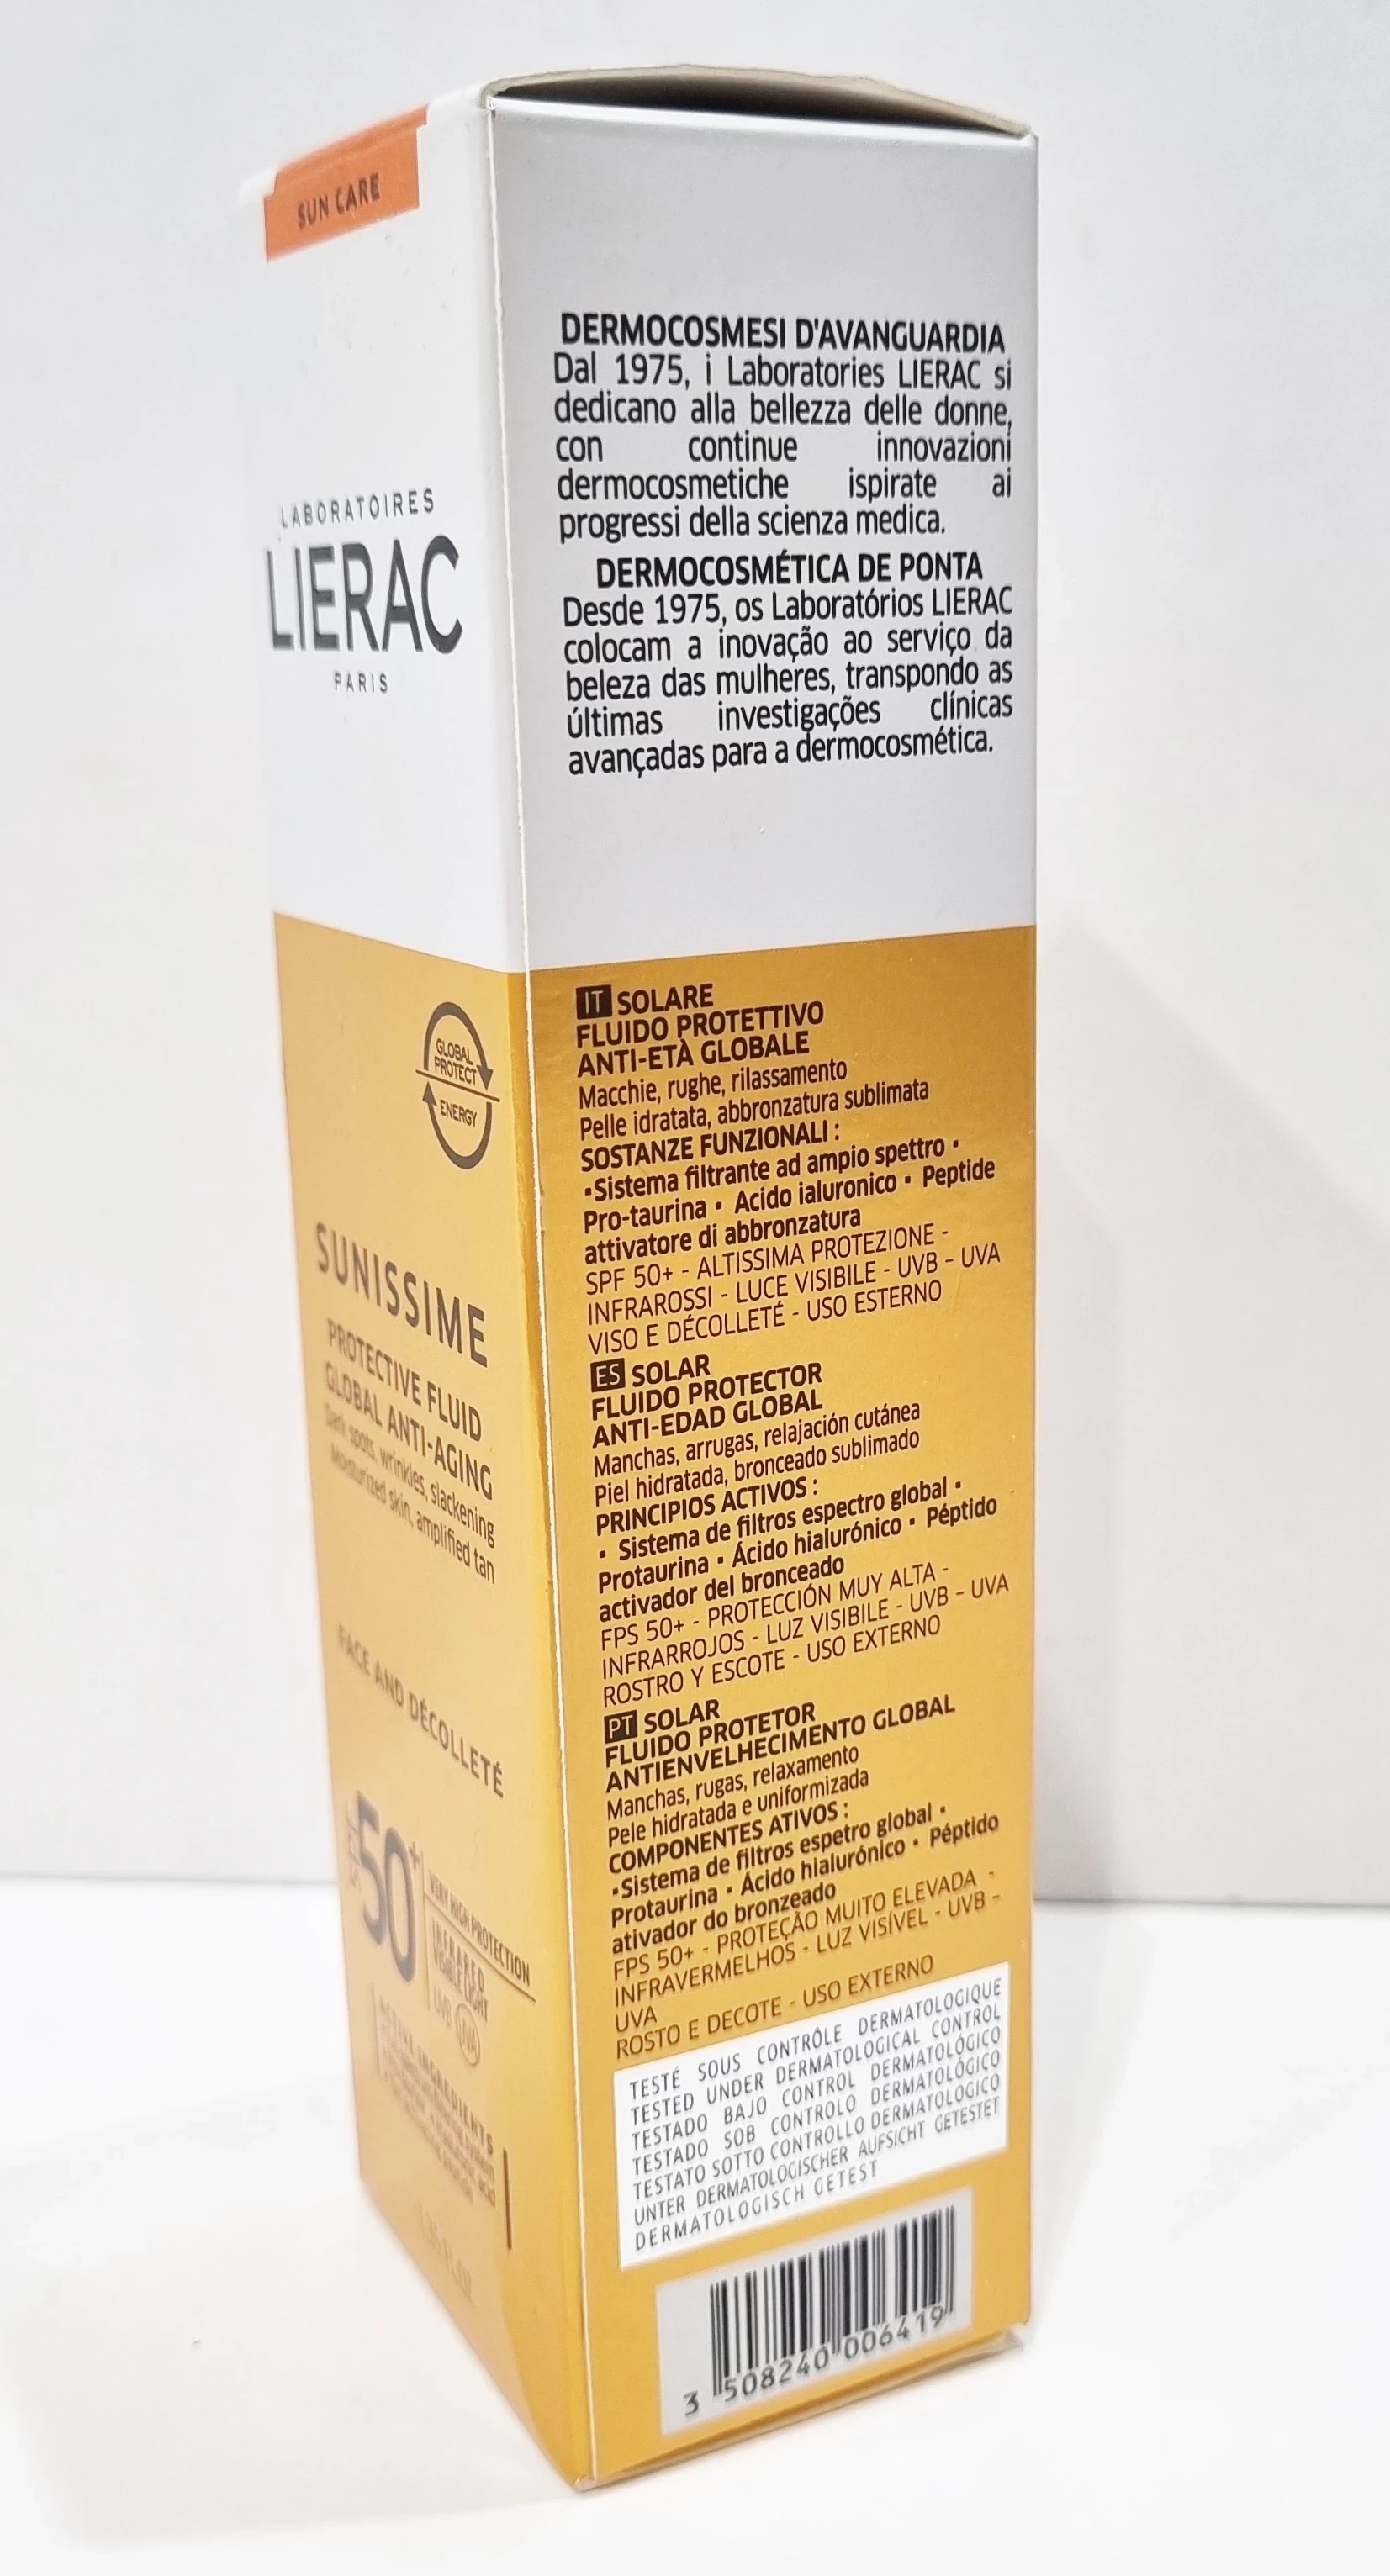 SUN CARE
LABORATOIRES
LIERAC
PARIS
GLOBAL
PROTECT
ENERGY
SUNISSIME
PROTECTIVE FLUID
GLOBAL ANTI-AGING
Dark spots, wrinkles, slackening
Moisturized skin, amplified tan
FACE AND DÉCOLLETÉ
50+
VERY HIGH PROTECTION
INFRARED
VISIBLE LIGHT
UVB UVA
ACTIVE INGREDIENTS
DERMOCOSMESI D'AVANGUARDIA
Dal 1975, i Laboratories LIERAC si
dedicano alla bellezza delle donne,
con continue innovazioni
dermocosmetiche ispirate ai
progressi della scienza medica.
DERMOCOSMÉTICA DE PONTA
Desde 1975, os Laboratórios LIERAC
colocam a inovação ao serviço da
beleza das mulheres, transpondo as
últimas investigações clínicas
avançadas para a dermocosmética.
IT SOLARE
FLUIDO PROTETTIVO
ANTI-ETÀ GLOBALE
Macchie, rughe, rilassamento
Pelle idratata, abbronzatura sublimata
SOSTANZE FUNZIONALI :
▪Sistema filtrante ad ampio spettro ▪
Pro-taurina ▪ Acido ialuronico ▪ Peptide
attivatore di abbronzatura
SPF 50+ - ALTISSIMA PROTEZIONE -
INFRAROSSI - LUCE VISIBILE - UVB - UVA
VISO E DÉCOLLETÉ - USO ESTERNO
ES SOLAR
FLUIDO PROTECTOR
ANTI-EDAD GLOBAL
Manchas, arrugas, relajación cutánea
Piel hidratada, bronceado sublimado
PRINCIPIOS ACTIVOS :
▪ Sistema de filtros espectro global ▪
Protaurina ▪ Ácido hialurónico ▪ Péptido
activador del bronceado
FPS 50+ - PROTECCIÓN MUY ALTA -
INFRARROJOS - LUZ VISIBILE - UVB - UVA
ROSTRO Y ESCOTE - USO EXTERNO
PT SOLAR
FLUIDO PROTETOR
ANTIENVELHECIMENTO GLOBAL
Manchas, rugas, relaxamento
Pele hidratada e uniformizada
COMPONENTES ATIVOS :
▪Sistema de filtros espetro global ▪
Protaurina ▪ Ácido hialurónico ▪ Péptido
ativador do bronzeado
FPS 50+ - PROTEÇÃO MUITO ELEVADA -
INFRAVERMELHOS - LUZ VISÍVEL - UVB -
UVA
ROSTO E DECOTE - USO EXTERNO
TESTÉ SOUS CONTRÔLE DERMATOLOGIQUE
TESTED UNDER DERMATOLOGICAL CONTROL
TESTADO BAJO CONTROL DERMATOLÓGICO
TESTADO SOB CONTROLO DERMATOLÓGICO
TESTATO SOTTO CONTROLLO DERMATOLOGICO
UNTER DERMATOLOGISCHER AUFSICHT GETESTET
DERMATOLOGISCH GETEST
3 508240 006419